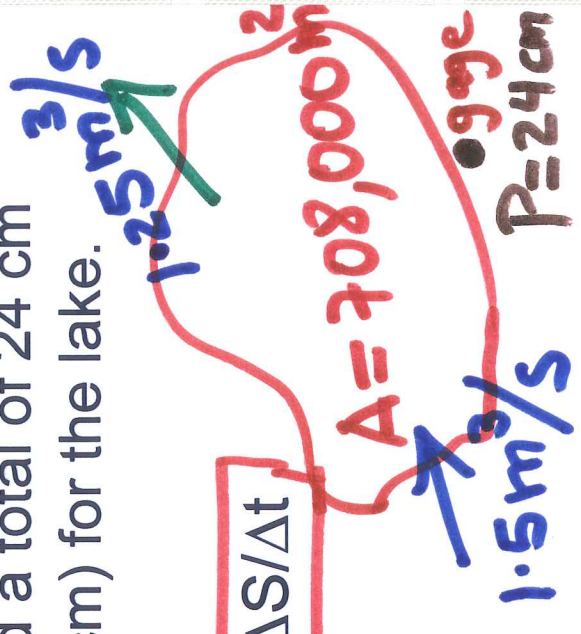 d a total of 24 cm
cm) for the lake.
ΔS/Δt
1.25 m³/s
A = 708,000 m²
gage
P = 24 cm
1.5 m³/s